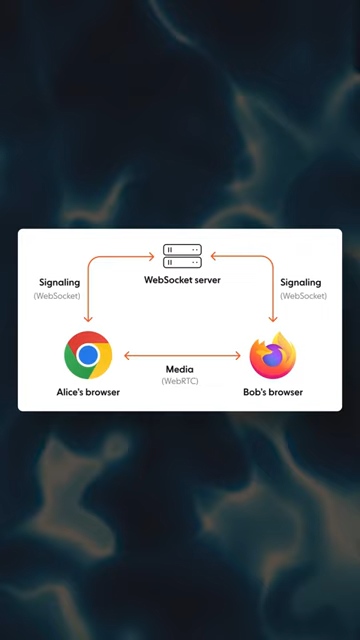 Signaling
(WebSocket)
WebSocket server
Signaling
(WebSocket)
Media
(WebRTC)
Alice's browser
Bob's browser